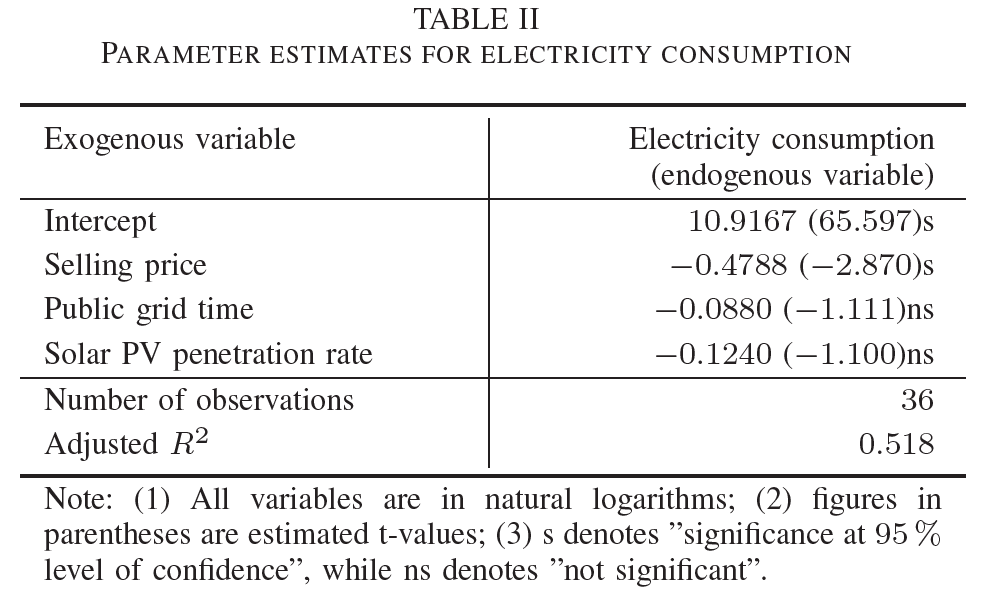 TABLE II
PARAMETER ESTIMATES FOR ELECTRICITY CONSUMPTION
Exogenous variable Electricity consumption
(endogenous variable)
Intercept 10.9167 (65.597)s
Selling price −0.4788 (−2.870)s
Public grid time −0.0880 (−1.111)ns
Solar PV penetration rate −0.1240 (−1.100)ns
Number of observations 36
Adjusted R² 0.518
Note: (1) All variables are in natural logarithms; (2) figures in
parentheses are estimated t-values; (3) s denotes ”significance at 95 %
level of confidence”, while ns denotes ”not significant”.